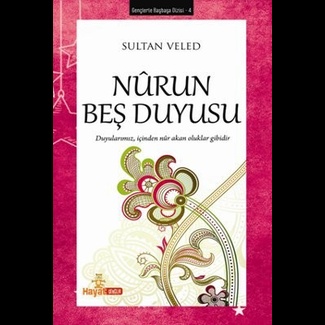 Gençlerle Başbaşa Dizisi - 4
SULTAN VELED
NÛRUN
BEŞ DUYUSU
Duyularımız, içinden nûr akan oluklar gibidir
Hayat